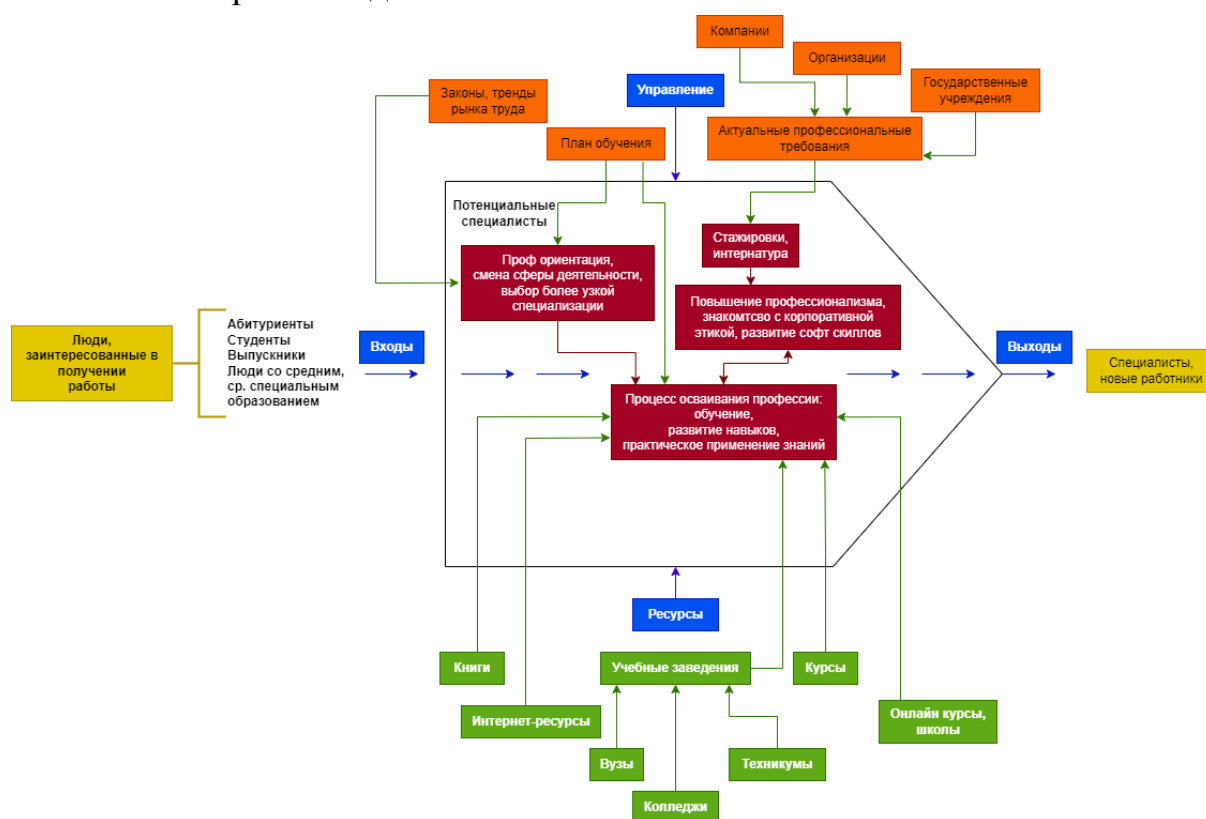 Компании
Организации
Государственные
учреждения
Законы, тренды
рынка труда
Управление
План обучения
Актуальные профессиональные
требования
Потенциальные
специалисты
Стажировки,
интернатура
Проф ориентация,
смена сферы деятельности,
выбор более узкой
специализации
Повышение профессионализма,
знакомтсво с корпоративной
этикой, развитие софт скиллов
Люди,
заинтересованные в
получении
работы
Абитуриенты
Студенты
Выпускники
Люди со средним,
ср. специальным
образованием
Входы
Выходы
Специалисты,
новые работники
Процесс осваивания профессии:
обучение,
развитие навыков,
практическое применение знаний
Ресурсы
Книги
Учебные заведения
Курсы
Интернет-ресурсы
Онлайн курсы,
школы
Вузы
Техникумы
Колледжи